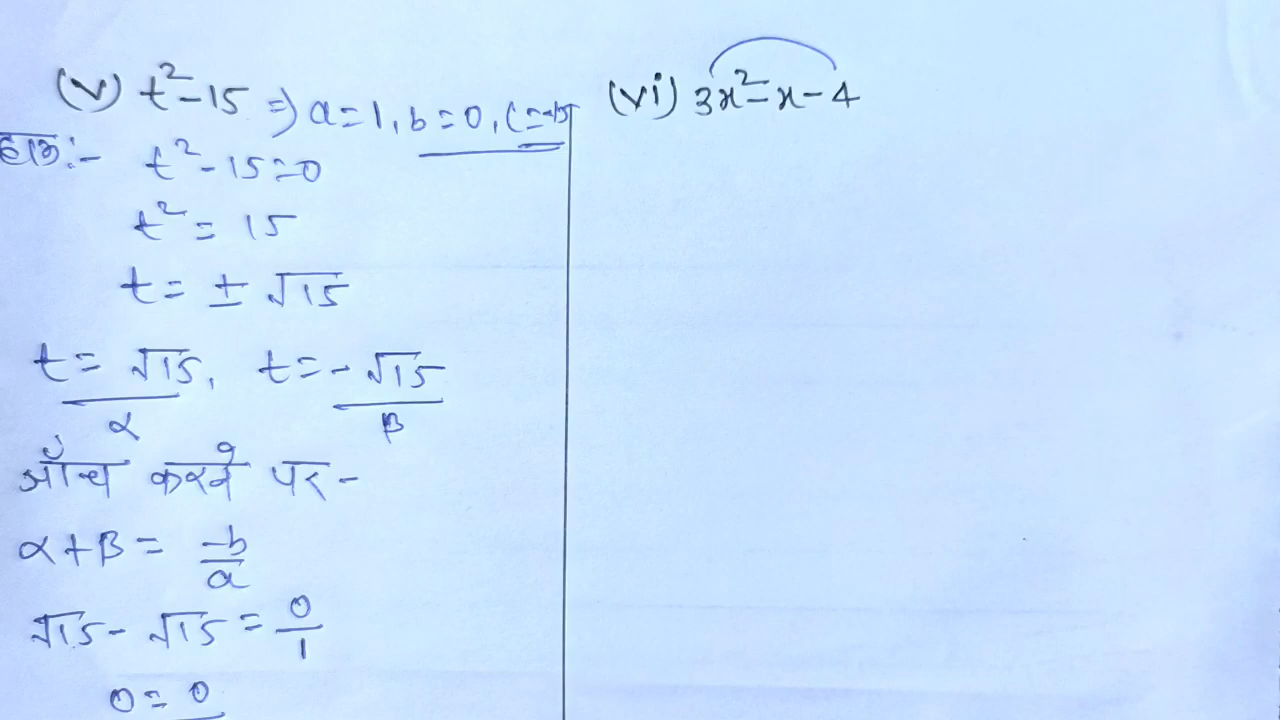 (v) t²-15 ⇒ a=1, b=0, c=-15
हल:- t²-15=0
t² = 15
t = ± √15
t = √15, t = -√15
α β
जाँच करने पर -
α+β = -b/a
√15 - √15 = 0/1
0 = 0
(vi) 3x²-x-4